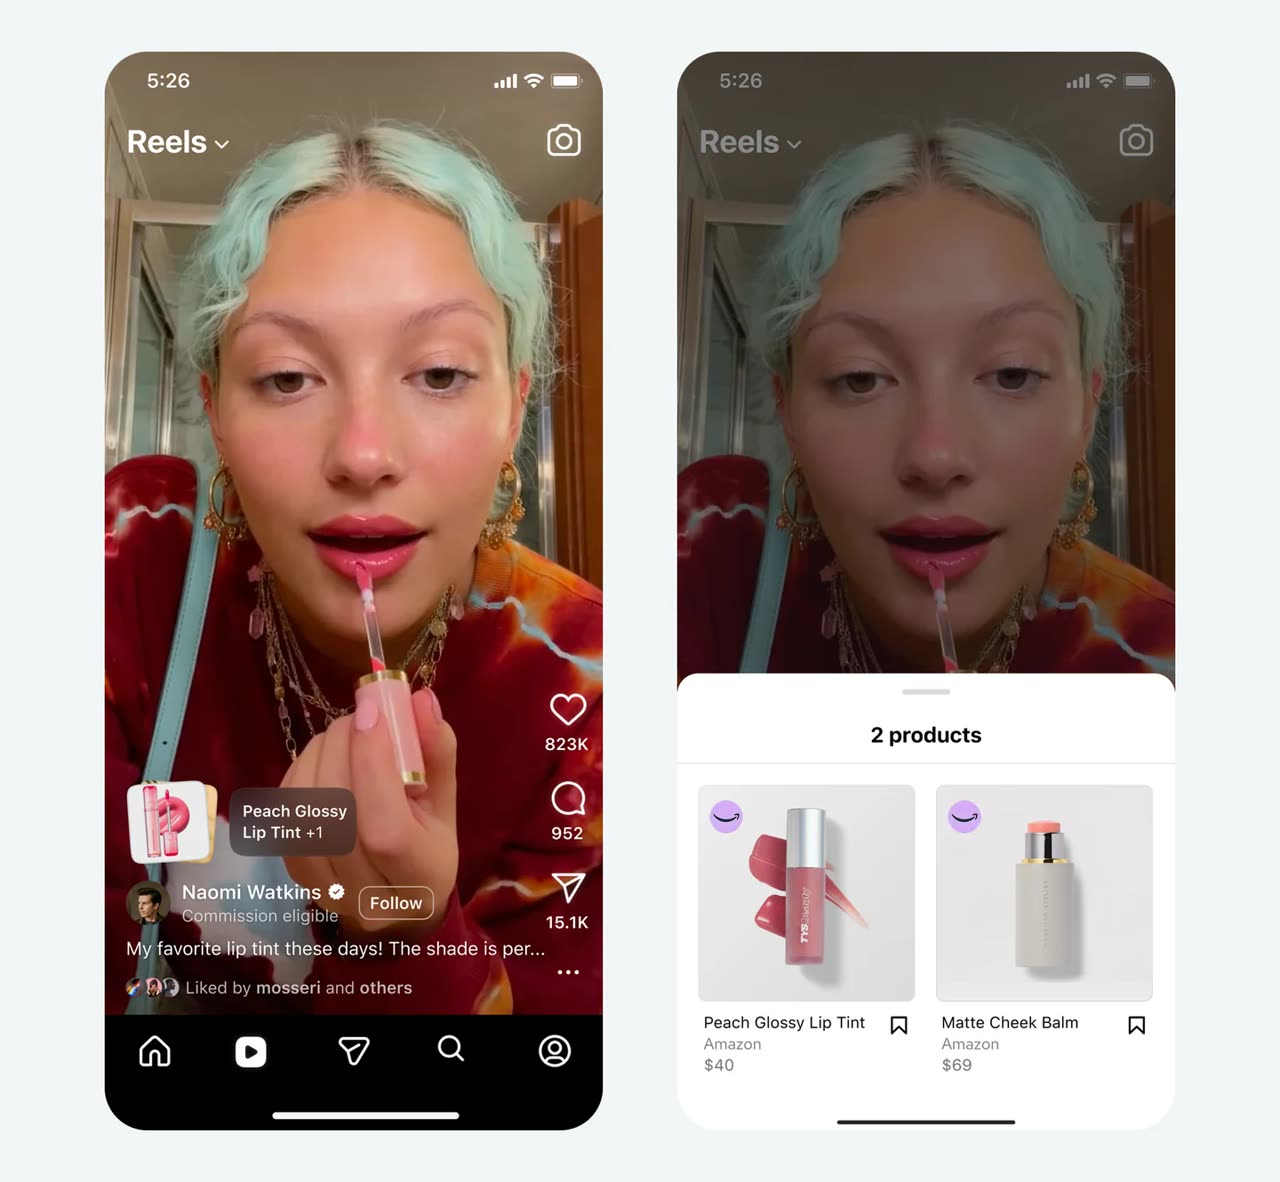 5:26
Reels
823K
952
Peach Glossy
Lip Tint +1
Naomi Watkins
Follow
Commission eligible
15.1K
My favorite lip tint these days! The shade is per...
Liked by mosseri and others
5:26
Reels
2 products
TYSBeauty
Peach Glossy Lip Tint
Amazon
$40
Matte Cheek Balm
Amazon
$69